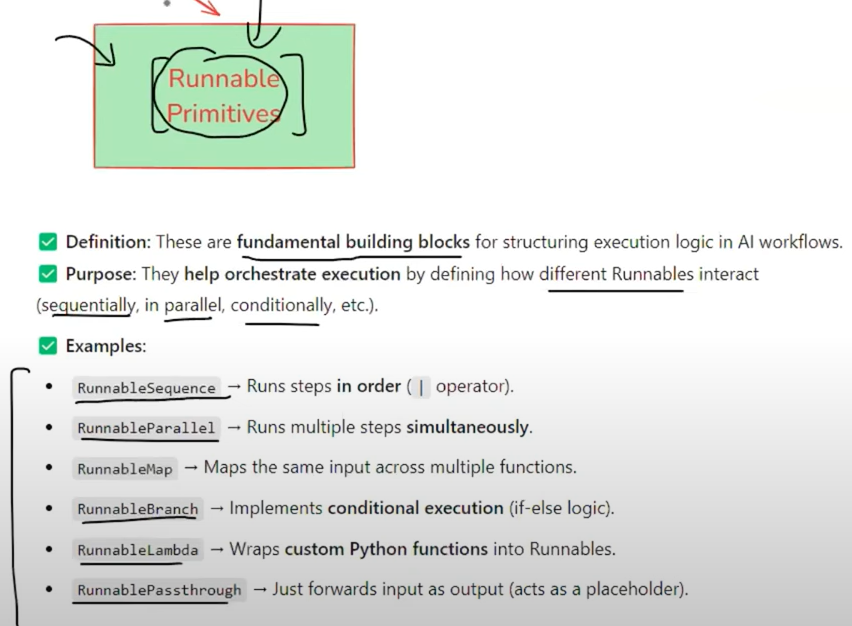 Runnable
Primitives
✅ Definition: These are fundamental building blocks for structuring execution logic in AI workflows.
✅ Purpose: They help orchestrate execution by defining how different Runnables interact
(sequentially, in parallel, conditionally, etc.).
✅ Examples:
• RunnableSequence → Runs steps in order ( | operator).
• RunnableParallel → Runs multiple steps simultaneously.
• RunnableMap → Maps the same input across multiple functions.
• RunnableBranch → Implements conditional execution (if-else logic).
• RunnableLambda → Wraps custom Python functions into Runnables.
• RunnablePassthrough → Just forwards input as output (acts as a placeholder).